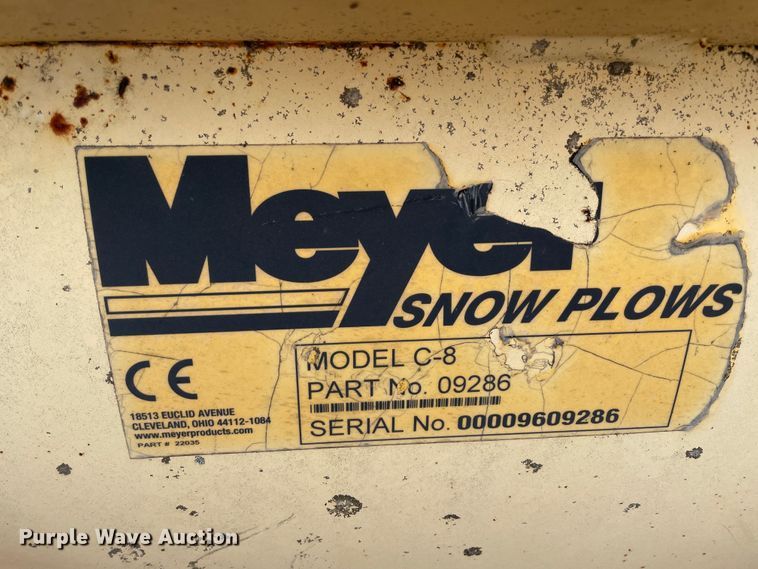 Meyer
SNOW PLOWS
MODEL C-8
PART No. 09286
SERIAL No. 00009609286
CE
18513 EUCLID AVENUE
CLEVELAND, OHIO 44112-1084
www.meyerproducts.com
PART # 22035
Purple Wave Auction